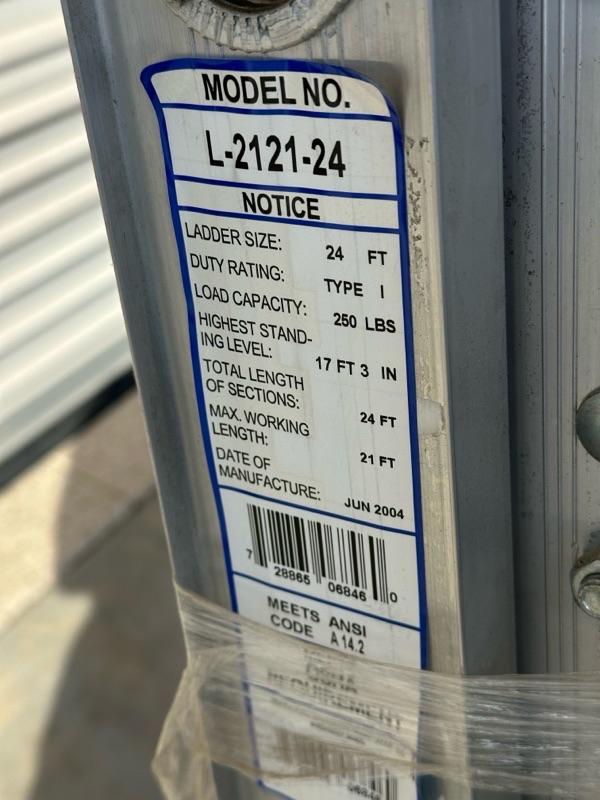 MODEL NO.
L-2121-24
NOTICE
LADDER SIZE: 24 FT
DUTY RATING: TYPE I
LOAD CAPACITY: 250 LBS
HIGHEST STAND-
ING LEVEL: 17 FT 3 IN
TOTAL LENGTH
OF SECTIONS: 24 FT
MAX. WORKING
LENGTH: 21 FT
DATE OF
MANUFACTURE: JUN 2004
7 28865 06846 0
MEETS ANSI
CODE A 14.2
REQUIREMENT